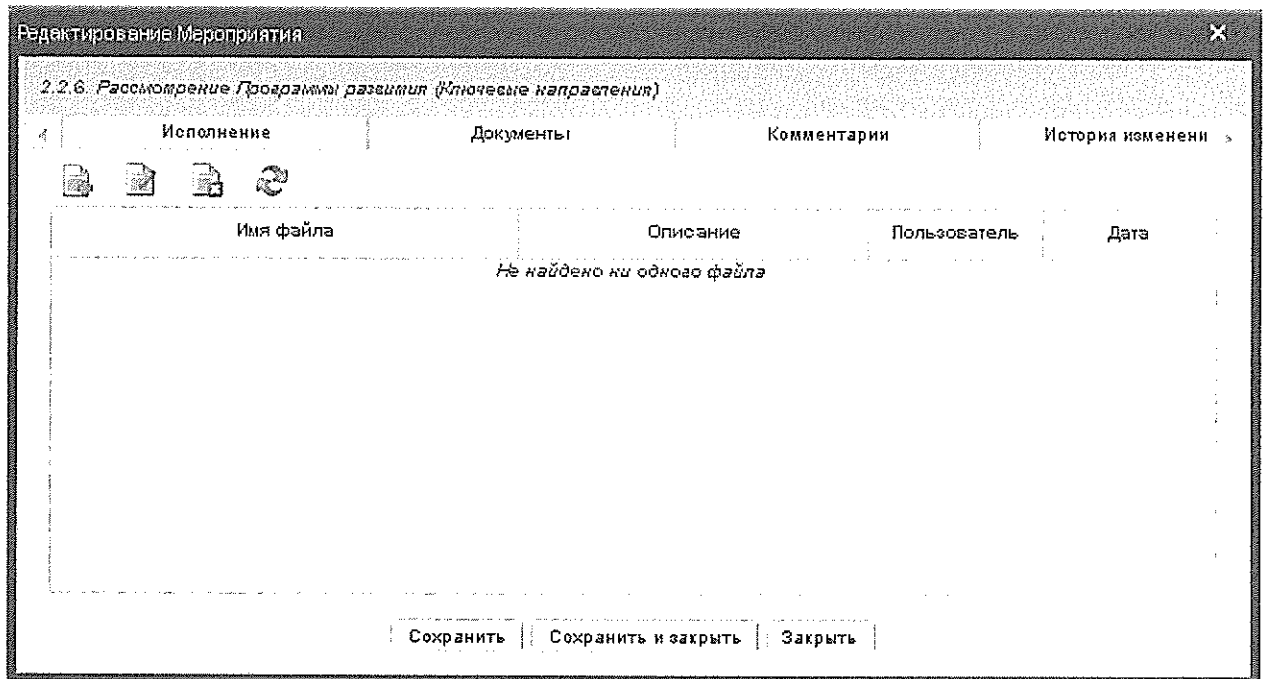 Редактирование Мероприятия
2.2.6. Рассмотрение Программы развития (Ключевые направления)
Исполнение Документы Комментарии История изменени
Имя файла Описание Пользователь Дата
Не найдено ни одного файла
Сохранить Сохранить и закрыть Закрыть